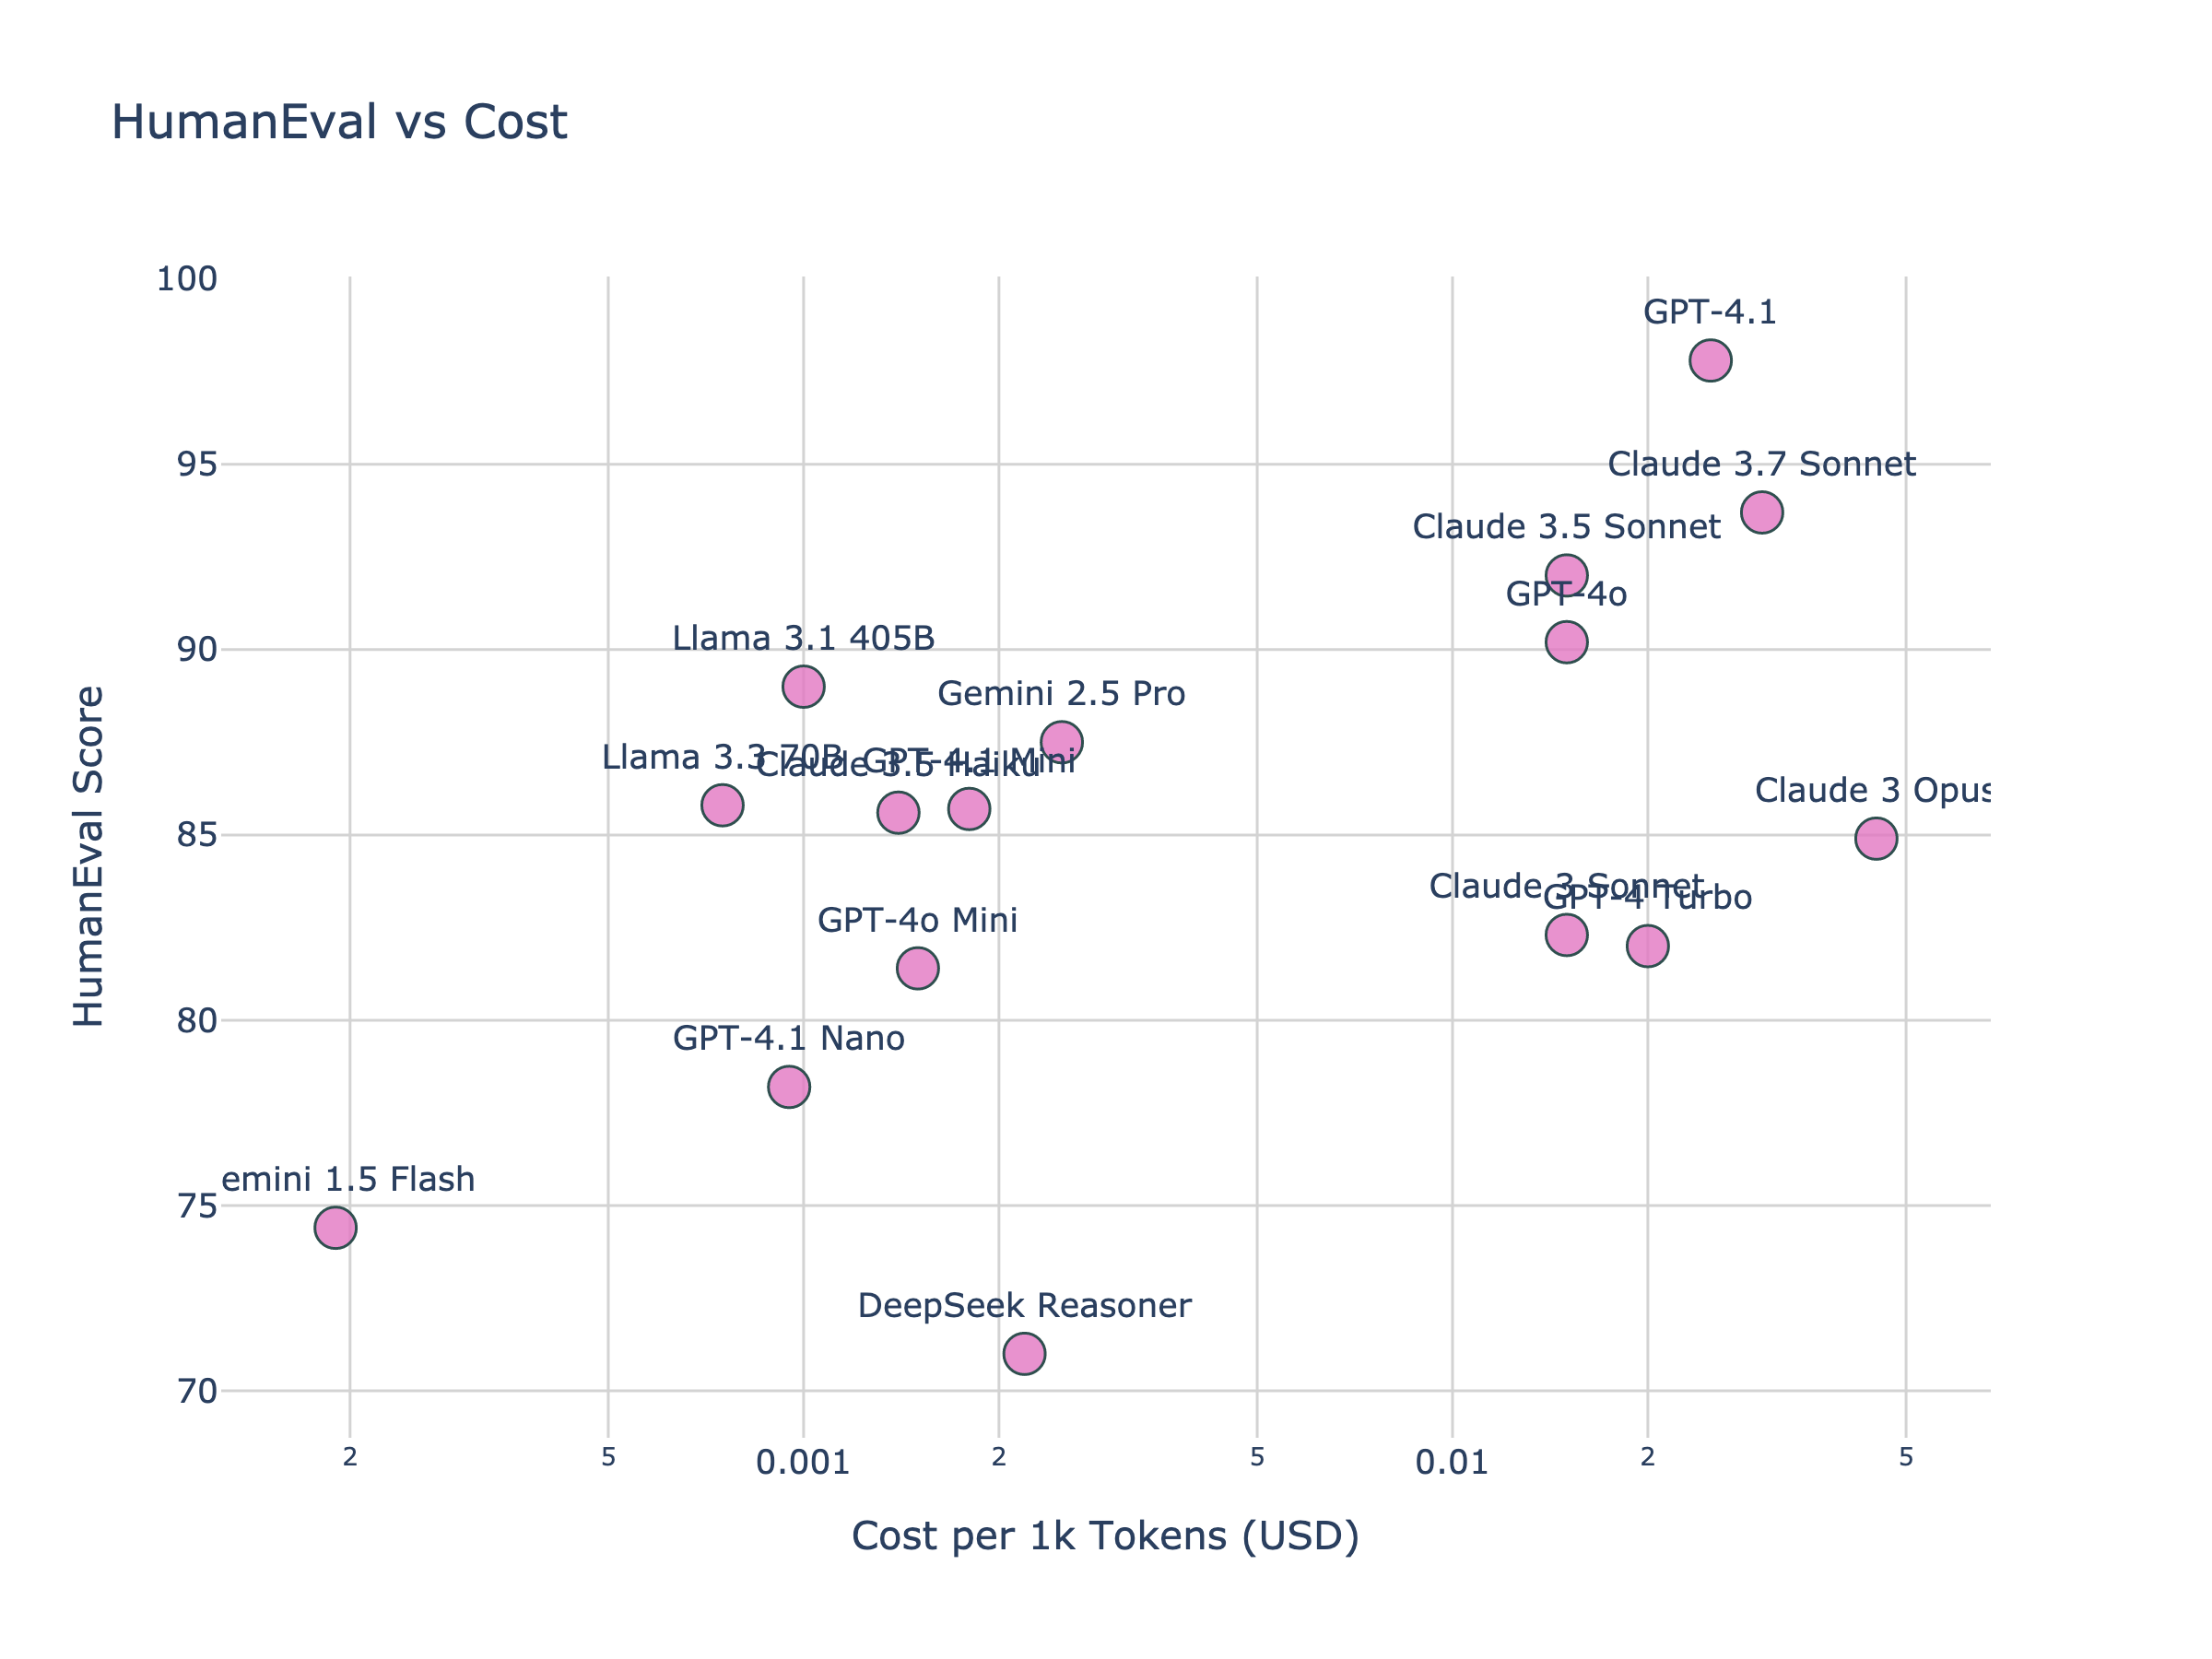 HumanEval vs Cost
100
GPT-4.1
95
Claude 3.7 Sonnet
Claude 3.5 Sonnet
GPT-4o
90
Llama 3.1 405B
Gemini 2.5 Pro
Llama 3.3 70B
Claude 3.5 Haiku
GPT-4.1 Mini
85
Claude 3 Opus
Claude 3 Sonnet
GPT-4 Turbo
GPT-4o Mini
80
GPT-4.1 Nano
emini 1.5 Flash
75
DeepSeek Reasoner
70
2 5 0.001 2 5 0.01 2 5
Cost per 1k Tokens (USD)
HumanEval Score